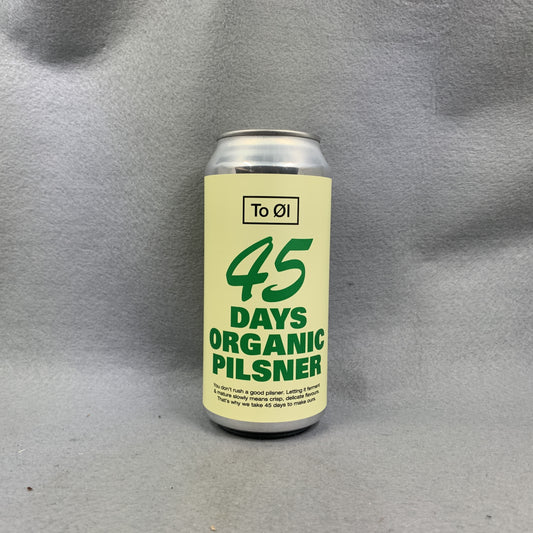 To Øl
45
DAYS
ORGANIC
PILSNER
You don't rush a good pilsner. Letting it ferment
& mature slowly means crisp, delicate flavours.
That's why we take 45 days to make ours.